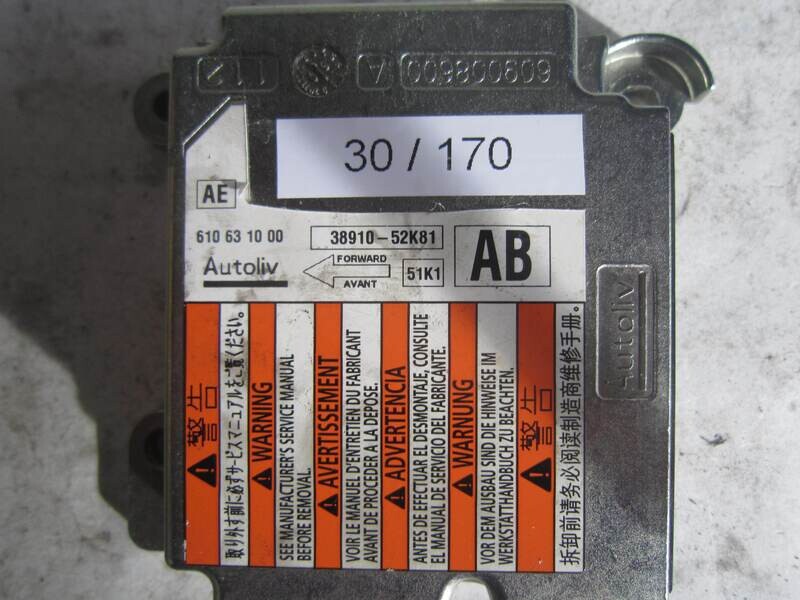 112 A 009800609
30 / 170
AE
610 63 10 00
38910-52K81
AB
Autoliv
FORWARD
AVANT
51K1
Autoliv
警告
取り外す前に必ずサービスマニュアルをご覧ください。
WARNING
SEE MANUFACTURER'S SERVICE MANUAL
BEFORE REMOVAL.
AVERTISSEMENT
VOIR LE MANUEL D'ENTRETIEN DU FABRICANT
AVANT DE PROCEDER A LA DEPOSE.
ADVERTENCIA
ANTES DE EFECTUAR EL DESMONTAJE, CONSULTE
EL MANUAL DE SERVICIO DEL FABRICANTE.
WARNUNG
VOR DEM AUSBAU SIND DIE HINWEISE IM
WERKSTATTHANDBUCH ZU BEACHTEN.
警告
拆卸前请务必阅读制造商维修手册。